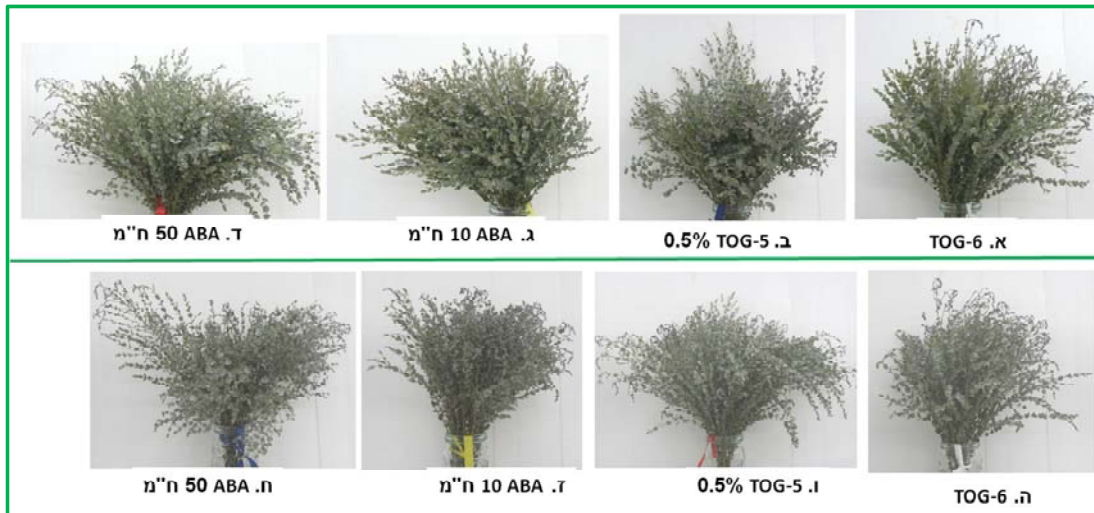 א. TOG-6
ב. TOG-5 0.5%
ג. ABA 10 ח"מ
ד. ABA 50 ח"מ
ה. TOG-6
ו. TOG-5 0.5%
ז. ABA 10 ח"מ
ח. ABA 50 ח"מ